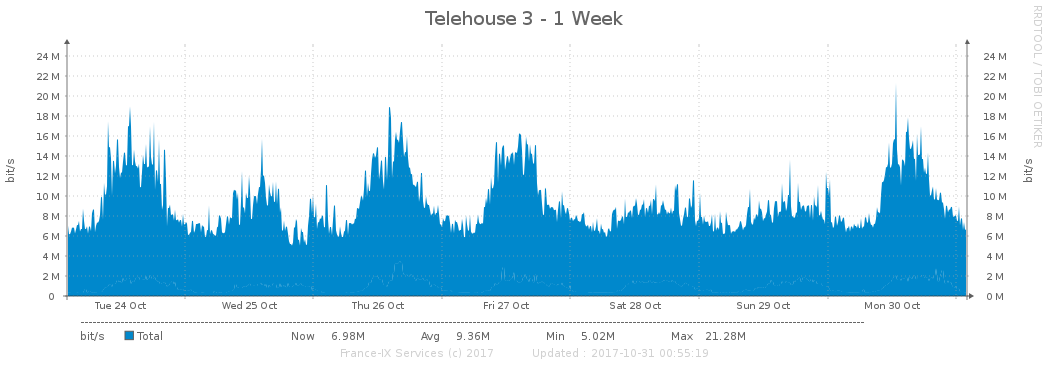 Telehouse 3 - 1 Week
RRDTOOL / TOBI OETIKER
bit/s
24 M 24 M
22 M 22 M
20 M 20 M
18 M 18 M
16 M 16 M
14 M 14 M
12 M 12 M
10 M 10 M
8 M 8 M
6 M 6 M
4 M 4 M
2 M 2 M
0 0 M
bit/s
Tue 24 Oct Wed 25 Oct Thu 26 Oct Fri 27 Oct Sat 28 Oct Sun 29 Oct Mon 30 Oct
bit/s Total Now 6.98M Avg 9.36M Min 5.02M Max 21.28M
France-IX Services (c) 2017 Updated : 2017-10-31 00:55:19